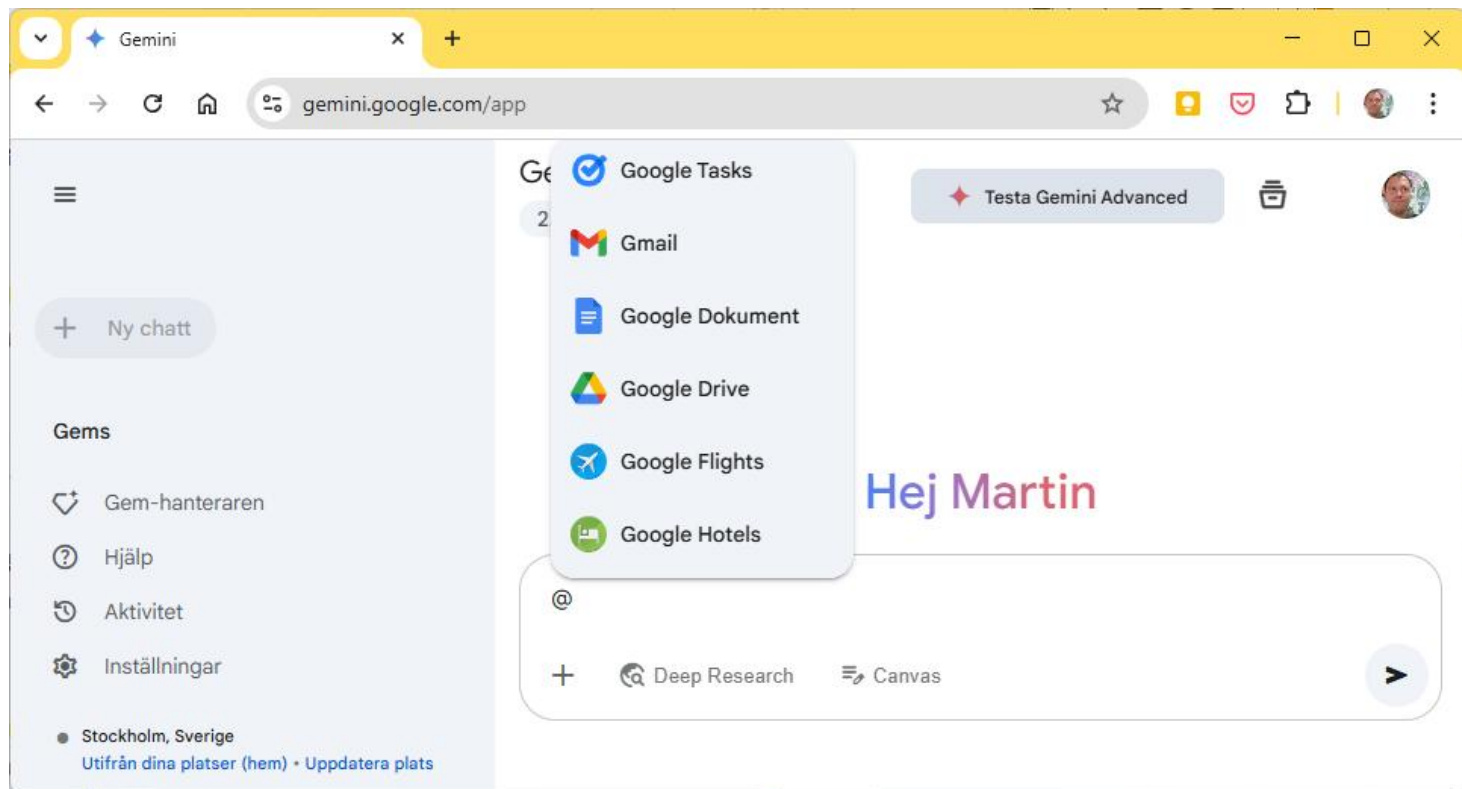 Gemini
gemini.google.com/app
Ny chatt
Gems
Gem-hanteraren
Hjälp
Aktivitet
Inställningar
Stockholm, Sverige
Utifrån dina platser (hem) • Uppdatera plats
Testa Gemini Advanced
Google Tasks
Gmail
Google Dokument
Google Drive
Google Flights
Google Hotels
Hej Martin
@
Deep Research Canvas